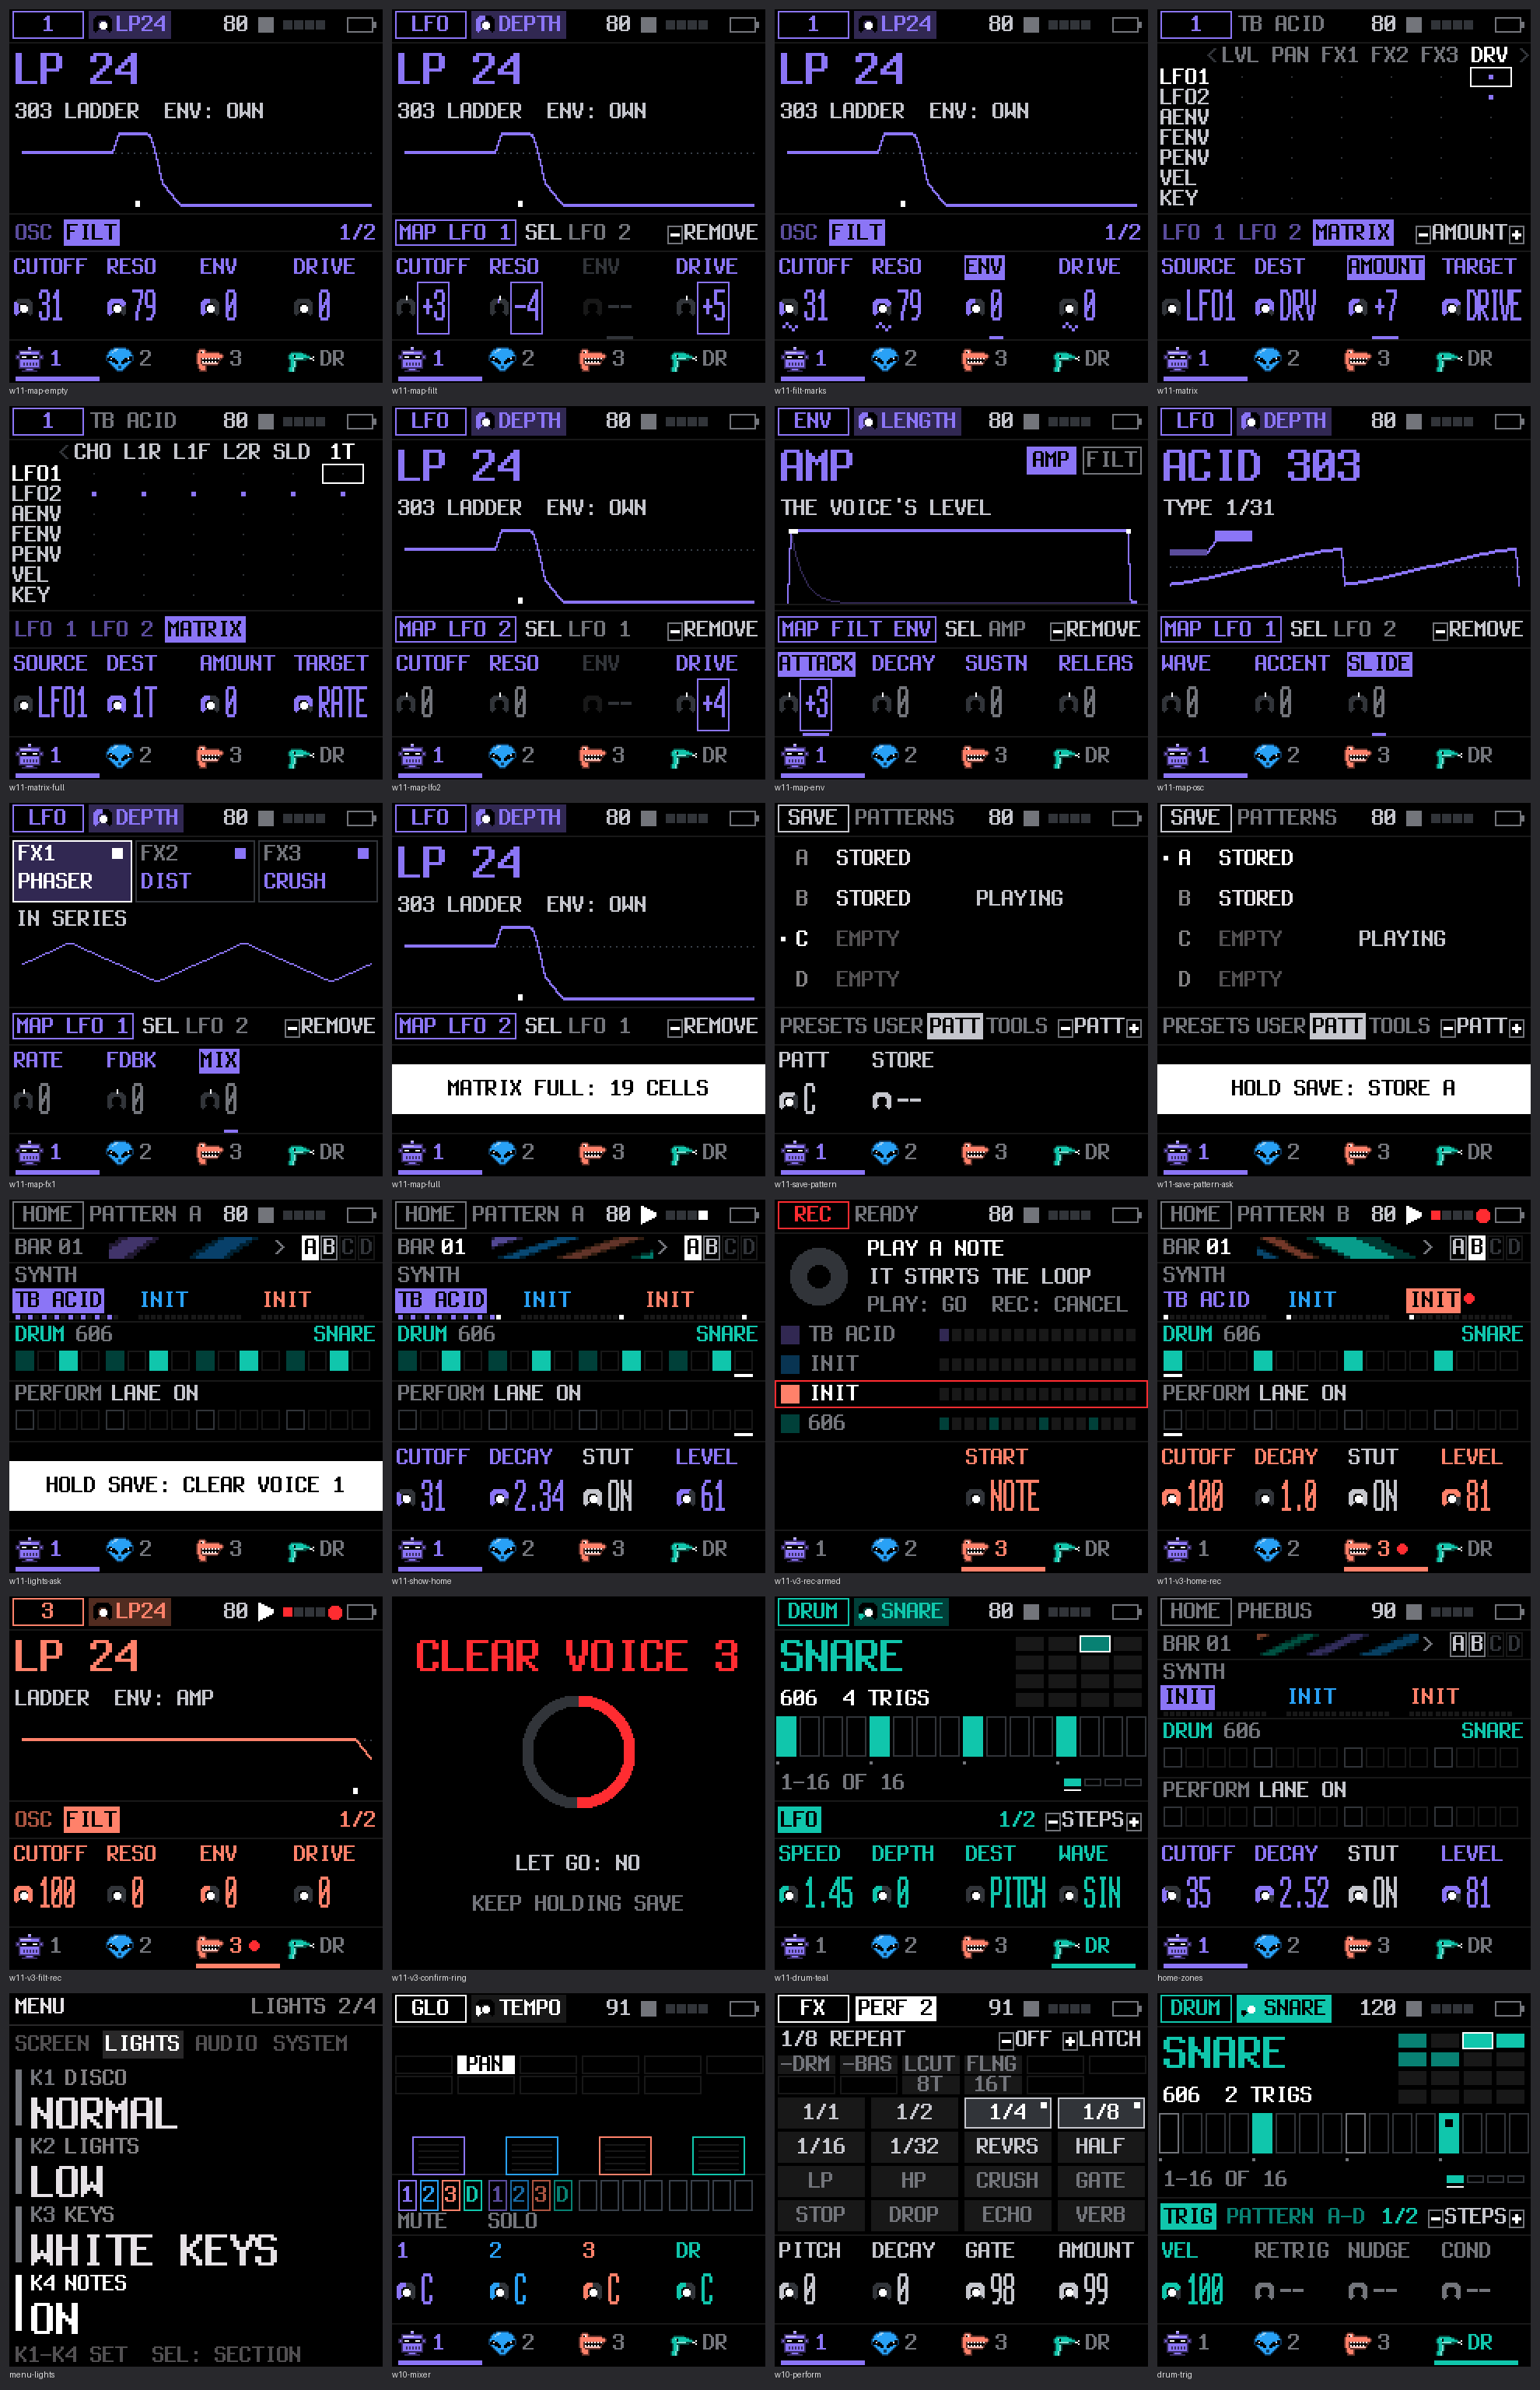 1 LP24 80
LP 24
303 LADDER ENV: OWN
OSC FILT 1/2
CUTOFF RESO ENV DRIVE
31 79 0 0
1 2 3 DR
w11-map-empty
LFO DEPTH 80
LP 24
303 LADDER ENV: OWN
MAP LFO 1 SEL LFO 2 -REMOVE
CUTOFF RESO ENV DRIVE
+3 -4 -- +5
1 2 3 DR
w11-map-filt
1 LP24 80
LP 24
303 LADDER ENV: OWN
OSC FILT 1/2
CUTOFF RESO ENV DRIVE
31 79 0 0
1 2 3 DR
w11-filt-marks
1 TB ACID 80
<LVL PAN FX1 FX2 FX3 DRV >
LFO1
LFO2
AENV
FENV
PENV
VEL
KEY
LFO 1 LFO 2 MATRIX -AMOUNT+
SOURCE DEST AMOUNT TARGET
LFO1 DRV +7 DRIVE
1 2 3 DR
w11-matrix
1 TB ACID 80
<CHO L1R L1F L2R SLD 1T
LFO1
LFO2
AENV
FENV
PENV
VEL
KEY
LFO 1 LFO 2 MATRIX
SOURCE DEST AMOUNT TARGET
LFO1 1T 0 RATE
1 2 3 DR
w11-matrix-full
LFO DEPTH 80
LP 24
303 LADDER ENV: OWN
MAP LFO 2 SEL LFO 1 -REMOVE
CUTOFF RESO ENV DRIVE
0 0 -- +4
1 2 3 DR
w11-map-lfo2
ENV LENGTH 80
AMP AMP FILT
THE VOICE'S LEVEL
MAP FILT ENV SEL AMP -REMOVE
ATTACK DECAY SUSTN RELEAS
+3 0 0 0
1 2 3 DR
w11-map-env
LFO DEPTH 80
ACID 303
TYPE 1/31
MAP LFO 1 SEL LFO 2 -REMOVE
WAVE ACCENT SLIDE
0 0 0
1 2 3 DR
w11-map-osc
LFO DEPTH 80
FX1 FX2 FX3
PHASER DIST CRUSH
IN SERIES
MAP LFO 1 SEL LFO 2 -REMOVE
RATE FDBK MIX
0 0 0
1 2 3 DR
w11-map-fx1
LFO DEPTH 80
LP 24
303 LADDER ENV: OWN
MAP LFO 2 SEL LFO 1 -REMOVE
MATRIX FULL: 19 CELLS
1 2 3 DR
w11-map-full
SAVE PATTERNS 80
A STORED
B STORED PLAYING
C EMPTY
D EMPTY
PRESETS USER PATT TOOLS -PATT+
PATT STORE
C --
1 2 3 DR
w11-save-pattern
SAVE PATTERNS 80
A STORED
B STORED
C EMPTY PLAYING
D EMPTY
PRESETS USER PATT TOOLS -PATT+
HOLD SAVE: STORE A
1 2 3 DR
w11-save-pattern-ask
HOME PATTERN A 80
BAR 01 > A B C D
SYNTH
TB ACID INIT INIT
DRUM 606 SNARE
PERFORM LANE ON
HOLD SAVE: CLEAR VOICE 1
1 2 3 DR
w11-lights-ask
HOME PATTERN A 80
BAR 01 > A B C D
SYNTH
TB ACID INIT INIT
DRUM 606 SNARE
PERFORM LANE ON
CUTOFF DECAY STUT LEVEL
31 2.34 ON 61
1 2 3 DR
w11-show-home
REC READY 80
PLAY A NOTE
IT STARTS THE LOOP
PLAY: GO REC: CANCEL
TB ACID
INIT
INIT
606
START
NOTE
1 2 3 DR
w11-v3-rec-armed
HOME PATTERN B 80
BAR 01 > A B C D
SYNTH
TB ACID INIT INIT
DRUM 606 SNARE
PERFORM LANE ON
CUTOFF DECAY STUT LEVEL
100 1.0 ON 81
1 2 3 DR
w11-v3-home-rec
3 LP24 80
LP 24
LADDER ENV: AMP
OSC FILT 1/2
CUTOFF RESO ENV DRIVE
100 0 0 0
1 2 3 DR
w11-v3-filt-rec
CLEAR VOICE 3
LET GO: NO
KEEP HOLDING SAVE
w11-v3-confirm-ring
DRUM SNARE 80
SNARE
606 4 TRIGS
1-16 OF 16
LFO 1/2 -STEPS+
SPEED DEPTH DEST WAVE
1.45 0 PITCH SIN
1 2 3 DR
w11-drum-teal
HOME PHEBUS 90
BAR 01 > A B C D
SYNTH
INIT INIT INIT
DRUM 606 SNARE
PERFORM LANE ON
CUTOFF DECAY STUT LEVEL
35 2.52 ON 81
1 2 3 DR
home-zones
MENU LIGHTS 2/4
SCREEN LIGHTS AUDIO SYSTEM
K1 DISCO
NORMAL
K2 LIGHTS
LOW
K3 KEYS
WHITE KEYS
K4 NOTES
ON
K1-K4 SET SEL: SECTION
menu-lights
GLO TEMPO 91
PAN
1 2 3 D 1 2 3 D
MUTE SOLO
1 2 3 DR
C C C C
1 2 3 DR
w10-mixer
FX PERF 2 91
1/8 REPEAT -OFF +LATCH
-DRM -BAS LCUT FLNG
8T 16T
1/1 1/2 1/4 1/8
1/16 1/32 REVRS HALF
LP HP CRUSH GATE
STOP DROP ECHO VERB
PITCH DECAY GATE AMOUNT
0 0 98 99
1 2 3 DR
w10-perform
DRUM SNARE 120
SNARE
606 2 TRIGS
1-16 OF 16
TRIG PATTERN A-D 1/2 -STEPS+
VEL RETRIG NUDGE COND
100 -- -- --
1 2 3 DR
drum-trig